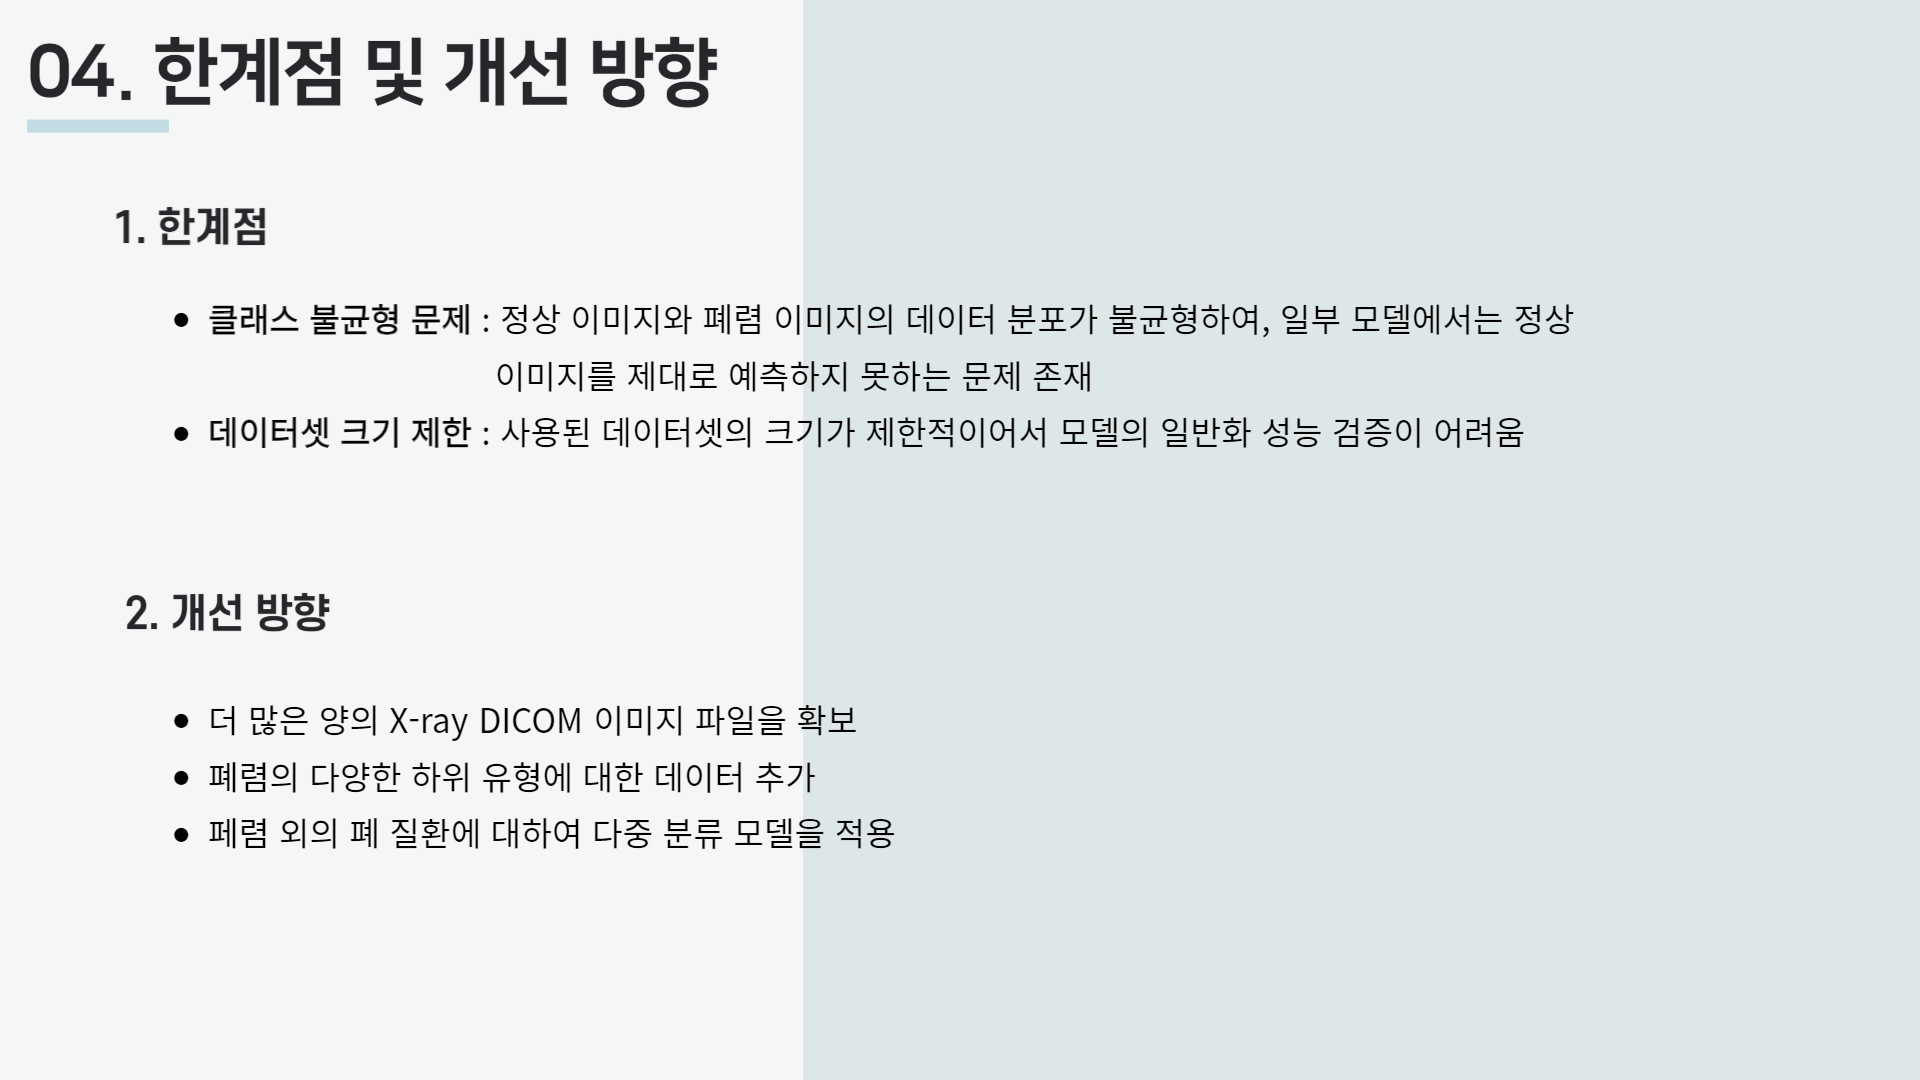 04. 한계점 및 개선 방향
1. 한계점
● 클래스 불균형 문제 : 정상 이미지와 폐렴 이미지의 데이터 분포가 불균형하여, 일부 모델에서는 정상
이미지를 제대로 예측하지 못하는 문제 존재
● 데이터셋 크기 제한 : 사용된 데이터셋의 크기가 제한적이어서 모델의 일반화 성능 검증이 어려움
2. 개선 방향
● 더 많은 양의 X-ray DICOM 이미지 파일을 확보
● 폐렴의 다양한 하위 유형에 대한 데이터 추가
● 페렴 외의 폐 질환에 대하여 다중 분류 모델을 적용